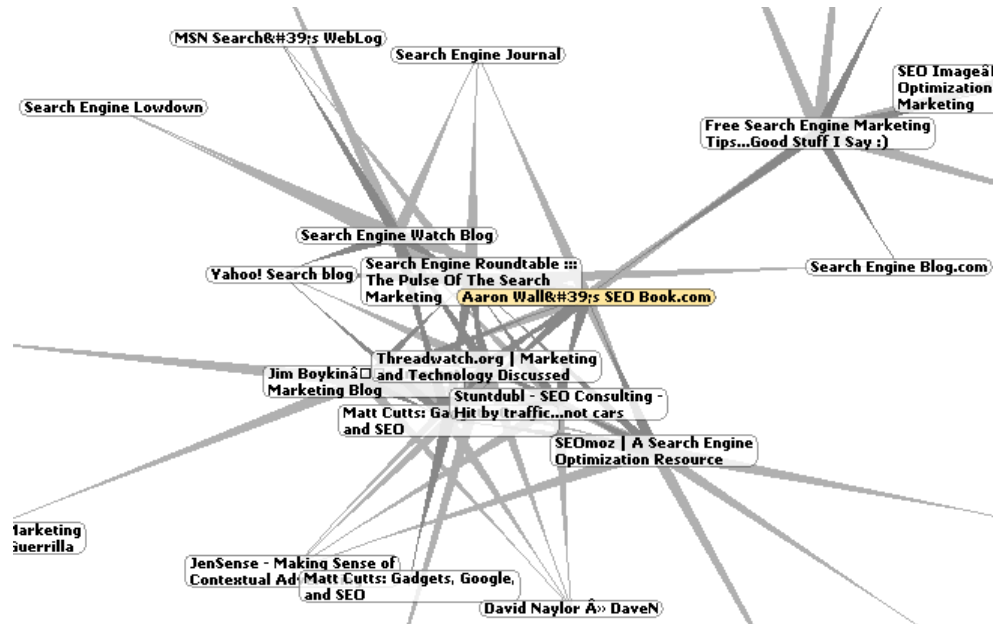 MSN Search&#39;s WebLog
Search Engine Journal
SEO Imageâ
Optimization
Marketing
Search Engine Lowdown
Free Search Engine Marketing
Tips...Good Stuff I Say :)
Search Engine Watch Blog
Yahoo! Search blog
Search Engine Roundtable :::
The Pulse Of The Search
Marketing
Search Engine Blog.com
Aaron Wall&#39;s SEO Book.com
Threadwatch.org | Marketing
and Technology Discussed
Jim Boykinâ
Marketing Blog
Stuntdubl - SEO Consulting -
Hit by traffic...not cars
Matt Cutts: Ga
and SEO
SEOmoz | A Search Engine
Optimization Resource
Marketing
Guerrilla
JenSense - Making Sense of
Contextual Ad
Matt Cutts: Gadgets, Google,
and SEO
David Naylor Â» DaveN